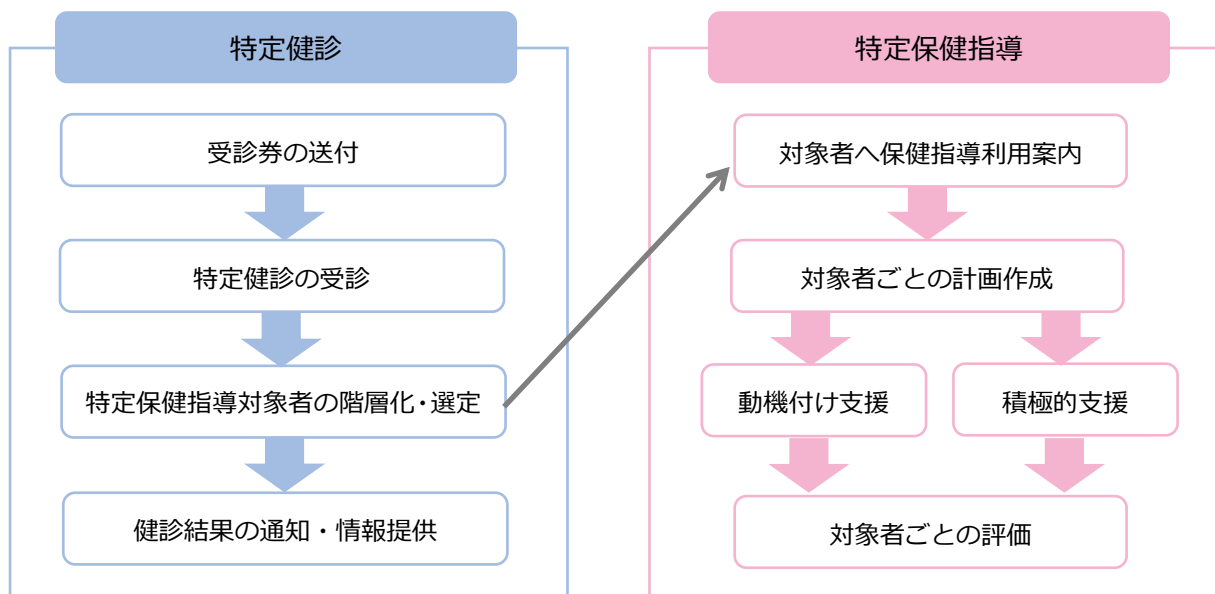 特定健診
受診券の送付
特定健診の受診
特定保健指導対象者の階層化・選定
健診結果の通知・情報提供
特定保健指導
対象者へ保健指導利用案内
対象者ごとの計画作成
動機付け支援
積極的支援
対象者ごとの評価